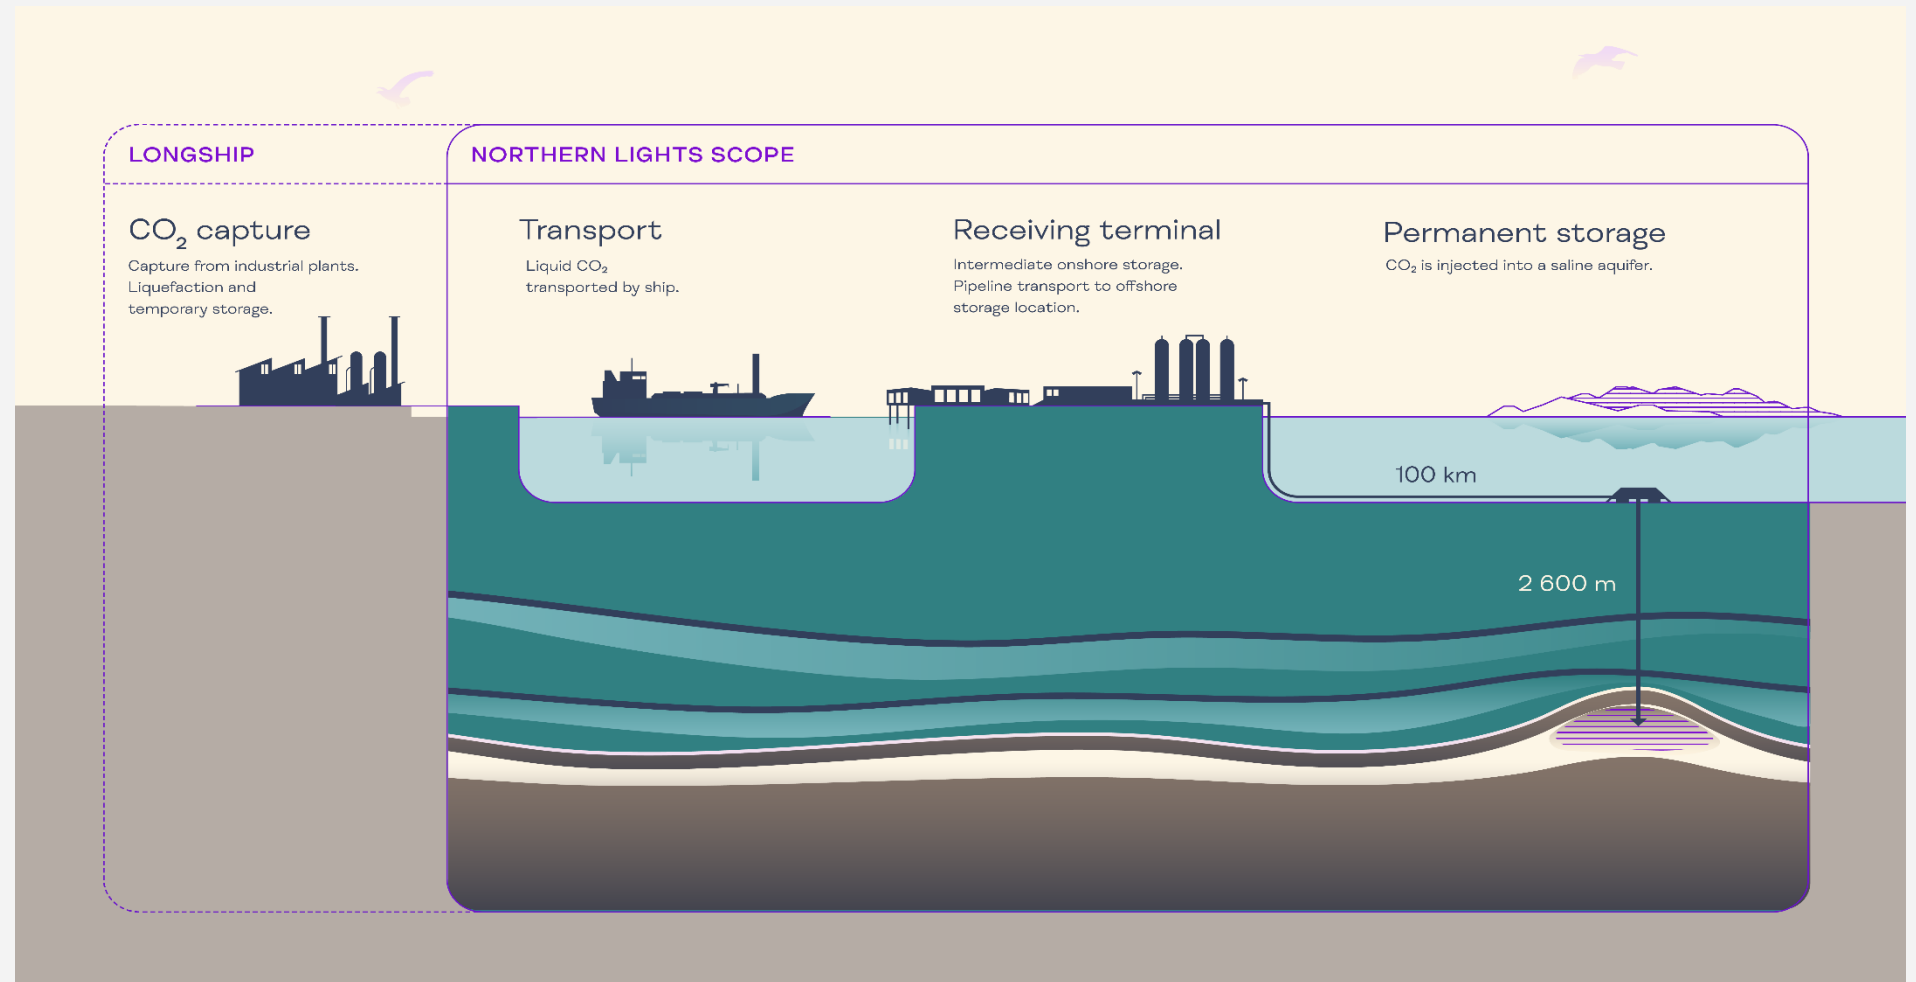 LONGSHIP
NORTHERN LIGHTS SCOPE
CO₂ capture
Capture from industrial plants.
Liquefaction and
temporary storage.
Transport
Liquid CO₂
transported by ship.
Receiving terminal
Intermediate onshore storage.
Pipeline transport to offshore
storage location.
Permanent storage
CO₂ is injected into a saline aquifer.
100 km
2 600 m